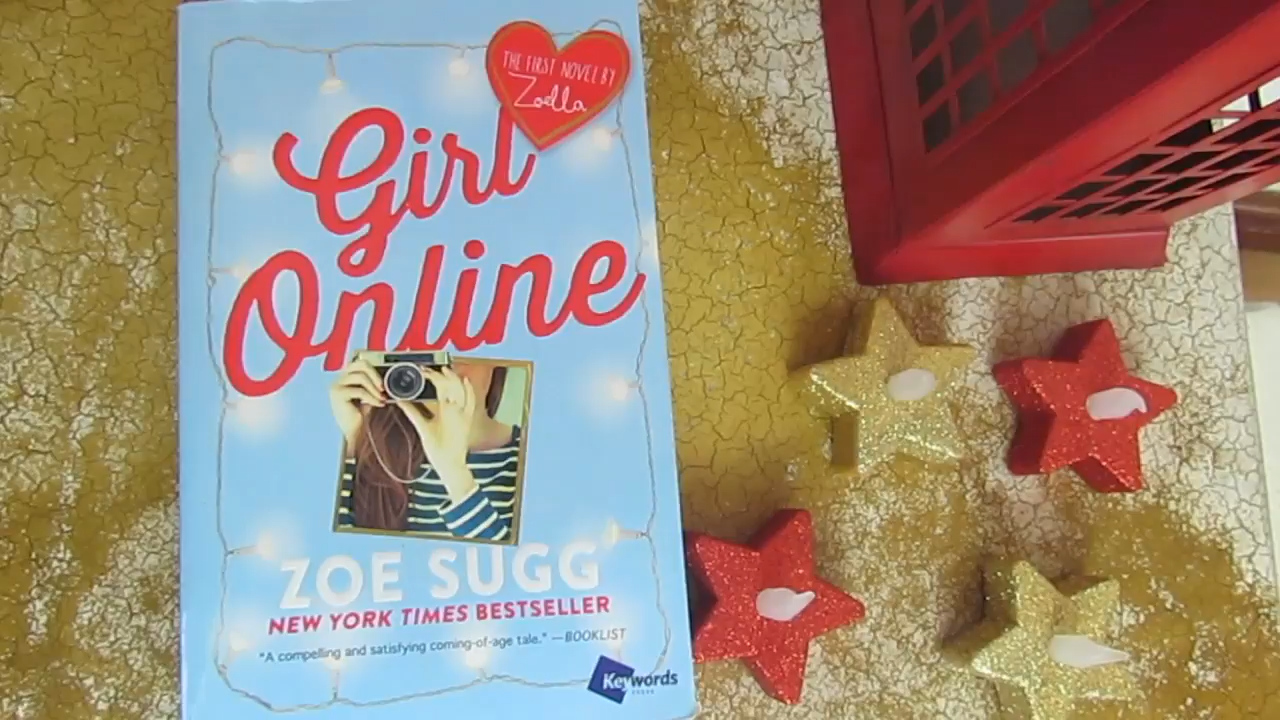 THE FIRST NOVEL BY
Zoella
Girl
Online
ZOE SUGG
NEW YORK TIMES BESTSELLER
"A compelling and satisfying coming-of-age tale." —BOOKLIST
Keywords
PRESS